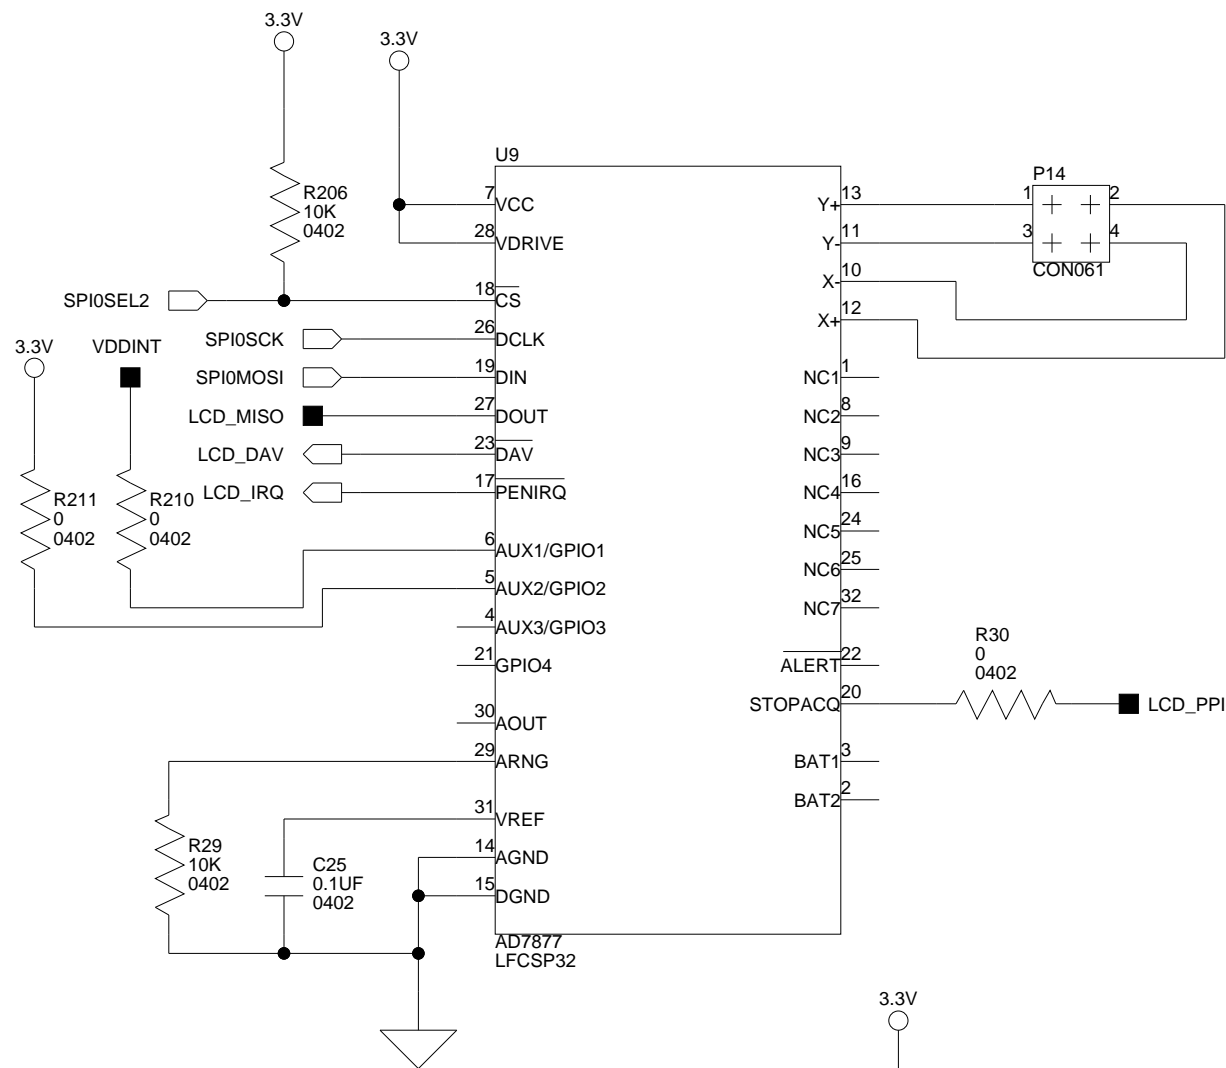 3.3V
3.3V
U9
R206
10K
0402
7
VCC
28
VDRIVE
SPI0SEL2
18
CS
SPI0SCK
26
DCLK
SPI0MOSI
19
DIN
LCD_MISO
27
DOUT
LCD_DAV
23
DAV
LCD_IRQ
17
PENIRQ
3.3V
VDDINT
R211
0
0402
R210
0
0402
6
AUX1/GPIO1
5
AUX2/GPIO2
4
AUX3/GPIO3
21
GPIO4
30
AOUT
29
ARNG
31
VREF
14
AGND
15
DGND
R29
10K
0402
C25
0.1UF
0402
AD7877
LFCSP32
Y+
13
Y-
11
X-
10
X+
12
P14
1
2
3
4
CON061
NC1
1
NC2
8
NC3
9
NC4
16
NC5
24
NC6
25
NC7
32
ALERT
22
STOPACQ
20
R30
0
0402
LCD_PPI
BAT1
3
BAT2
2
3.3V